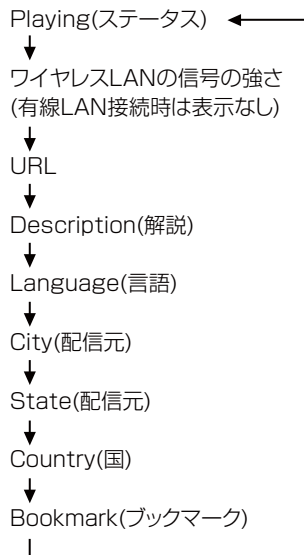 Playing(ステータス)
ワイヤレスLANの信号の強さ
(有線LAN接続時は表示なし)
URL
Description(解説)
Language(言語)
City(配信元)
State(配信元)
Country(国)
Bookmark(ブックマーク)